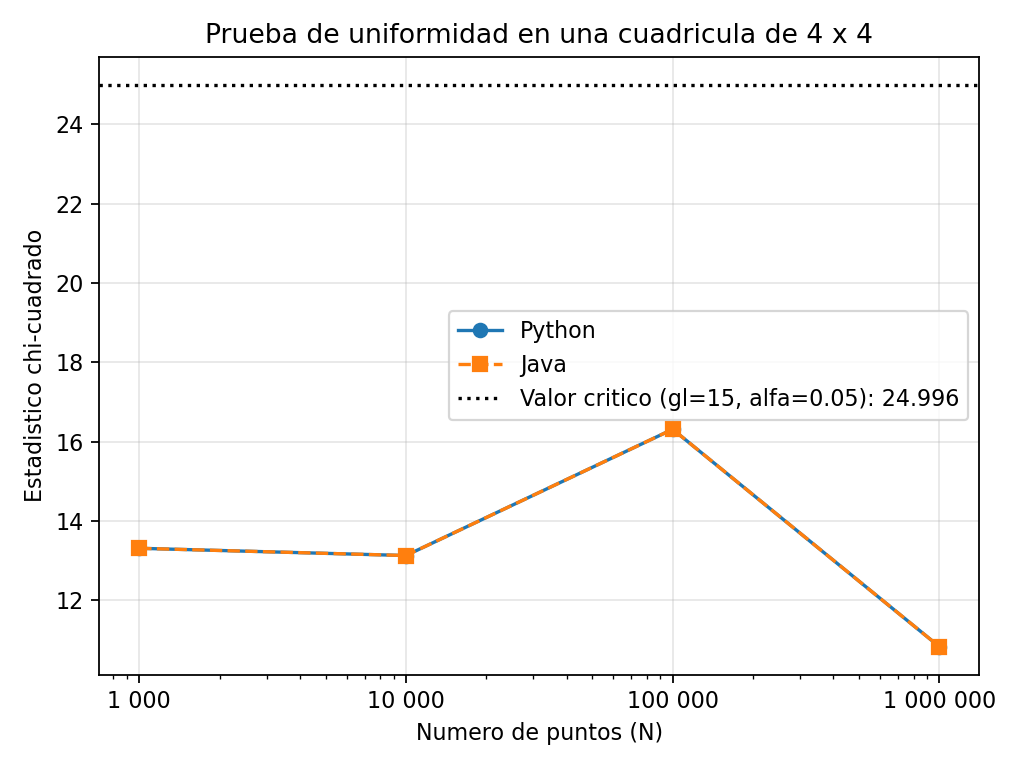 Prueba de uniformidad en una cuadricula de 4 x 4
Estadistico chi-cuadrado
24
22
20
18
16
14
12
Python
Java
Valor critico (gl=15, alfa=0.05): 24.996
1 000
10 000
100 000
1 000 000
Numero de puntos (N)